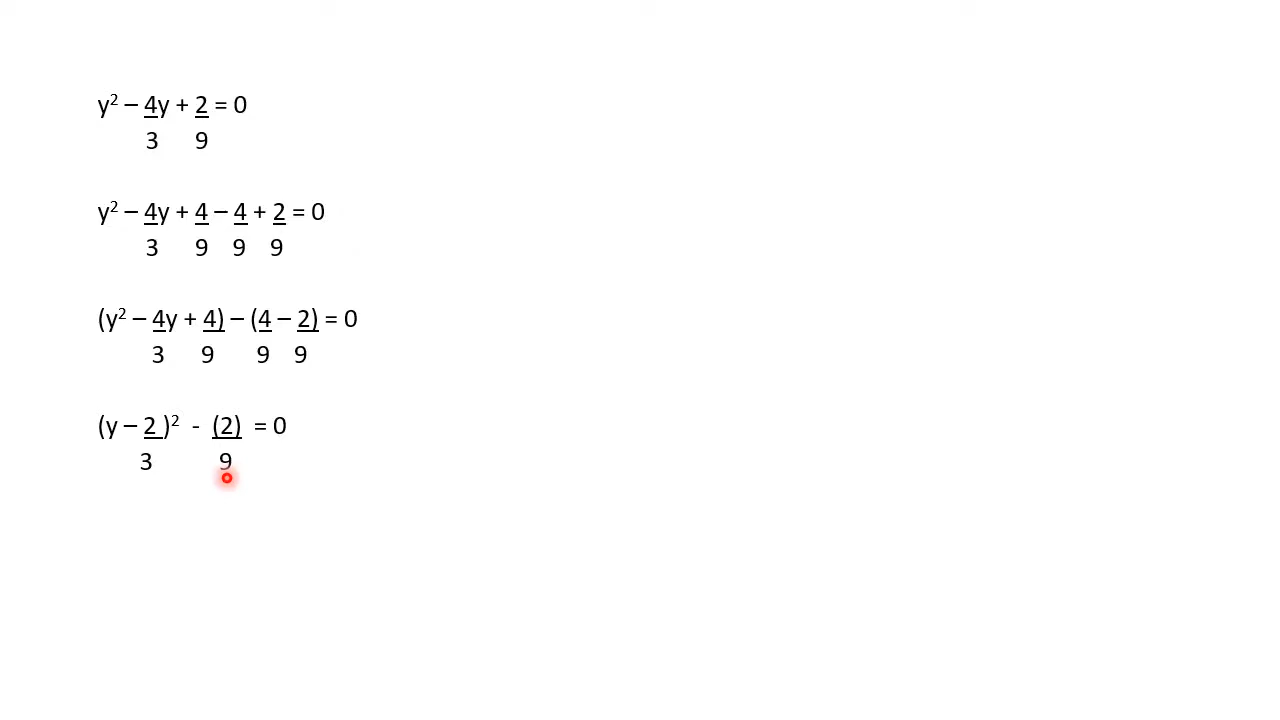 y² – 4y + 2 = 0
3 9
y² – 4y + 4 – 4 + 2 = 0
3 9 9 9
(y² – 4y + 4) – (4 – 2) = 0
3 9 9 9
(y – 2 )² - (2) = 0
3 9